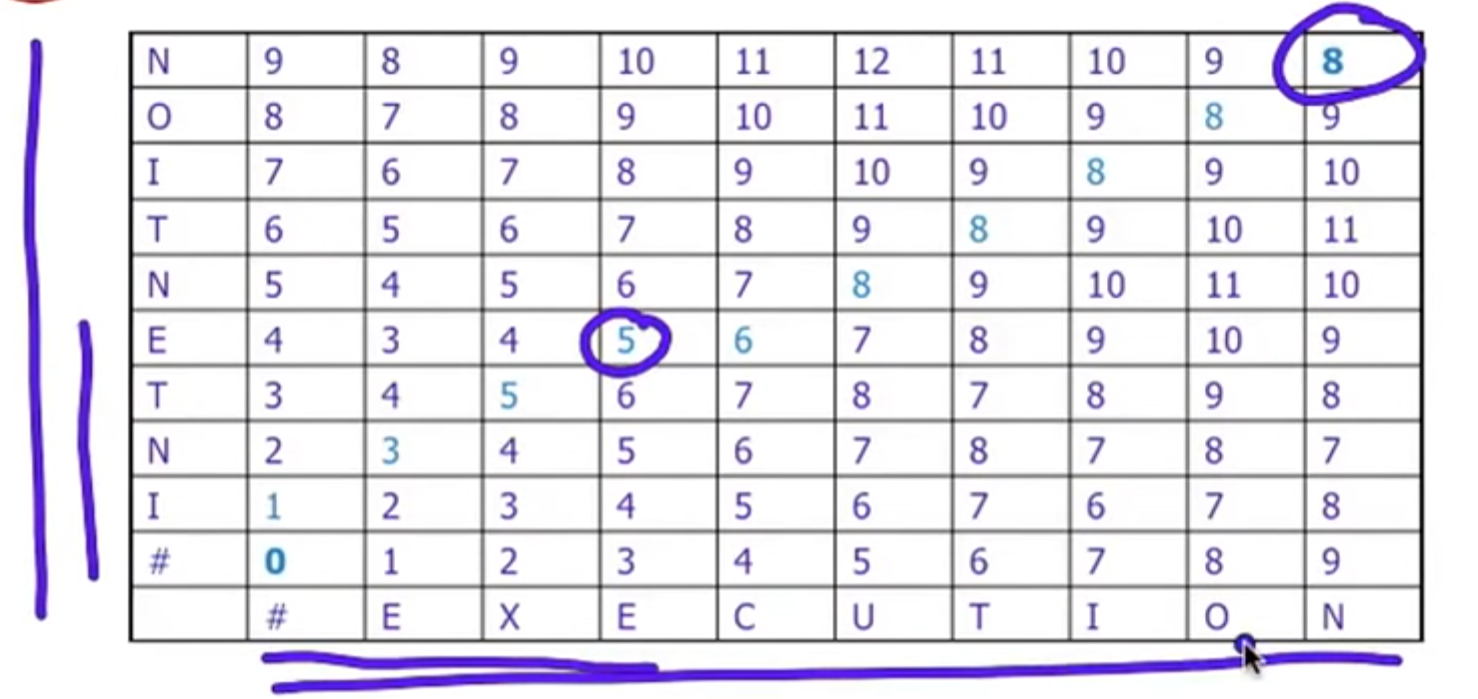 N 9 8 9 10 11 12 11 10 9 8
O 8 7 8 9 10 11 10 9 8 9
I 7 6 7 8 9 10 9 8 9 10
T 6 5 6 7 8 9 8 9 10 11
N 5 4 5 6 7 8 9 10 11 10
E 4 3 4 5 6 7 8 9 10 9
T 3 4 5 6 7 8 7 8 9 8
N 2 3 4 5 6 7 8 7 8 7
I 1 2 3 4 5 6 7 6 7 8
# 0 1 2 3 4 5 6 7 8 9
# E X E C U T I O N